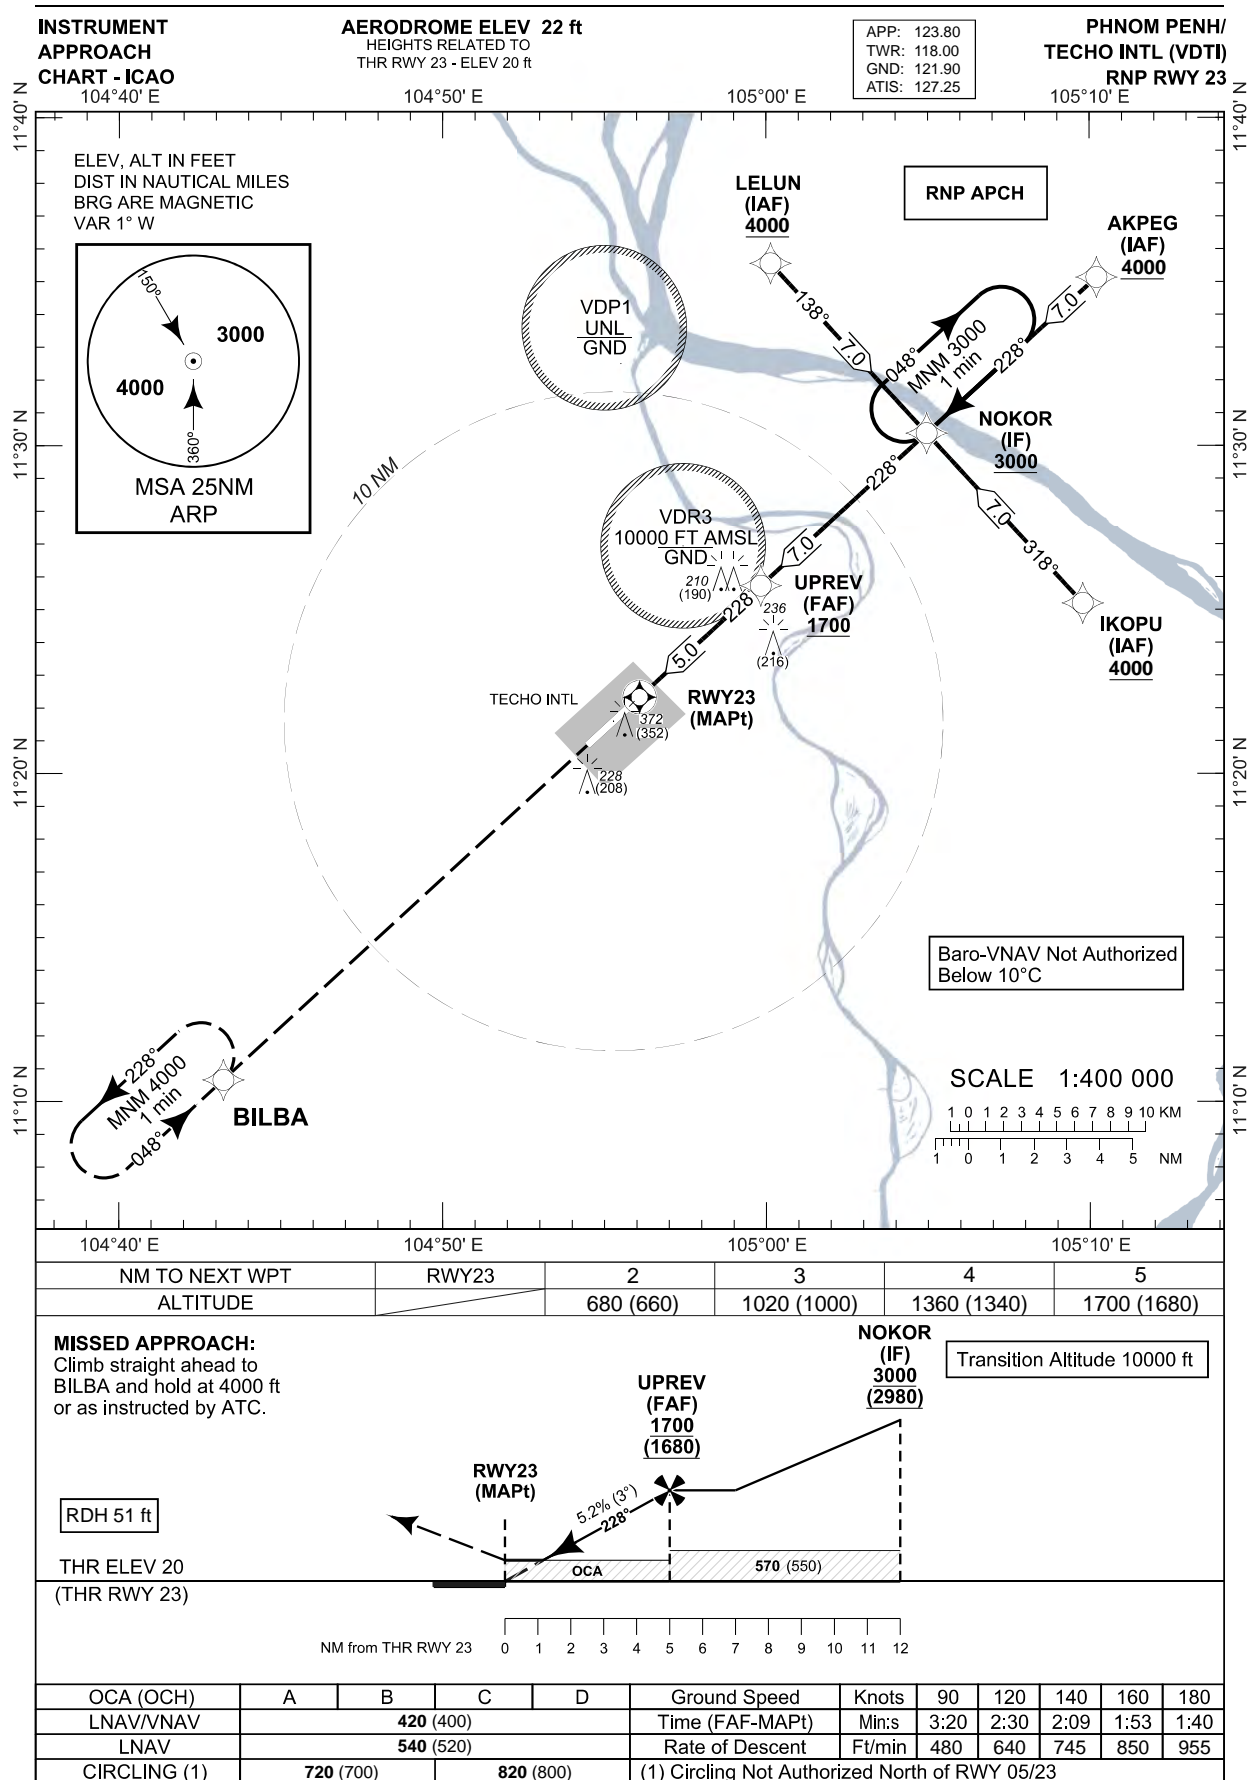 INSTRUMENT
APPROACH
CHART - ICAO
AERODROME ELEV 22 ft
HEIGHTS RELATED TO
THR RWY 23 - ELEV 20 ft
APP: 123.80
TWR: 118.00
GND: 121.90
ATIS: 127.25
PHNOM PENH/
TECHO INTL (VDTI)
RNP RWY 23
104°40' E 104°50' E 105°00' E 105°10' E
11°40' N 11°40' N
ELEV, ALT IN FEET
DIST IN NAUTICAL MILES
BRG ARE MAGNETIC
VAR 1° W
150°
3000
4000
360°
MSA 25NM
ARP
LELUN
(IAF)
4000
RNP APCH
AKPEG
(IAF)
4000
VDP1
UNL
GND
138°
7.0
7.0
048°
MNM 3000
1 min
228°
NOKOR
(IF)
3000
11°30' N 11°30' N
10 NM
228°
7.0
7.0
318°
VDR3
10000 FT AMSL
GND
210
(190)
UPREV
(FAF)
1700
228
236
(216)
IKOPU
(IAF)
4000
5.0
TECHO INTL
RWY23
(MAPt)
372
(352)
228
(208)
11°20' N 11°20' N
Baro-VNAV Not Authorized
Below 10°C
228°
MNM 4000
1 min
048°
BILBA
11°10' N 11°10' N
SCALE 1:400 000
1 0 1 2 3 4 5 6 7 8 9 10 KM
1 0 1 2 3 4 5 NM
104°40' E 104°50' E 105°00' E 105°10' E
NM TO NEXT WPT RWY23 2 3 4 5
ALTITUDE 680 (660) 1020 (1000) 1360 (1340) 1700 (1680)
MISSED APPROACH:
Climb straight ahead to
BILBA and hold at 4000 ft
or as instructed by ATC.
NOKOR
(IF)
3000
(2980)
Transition Altitude 10000 ft
UPREV
(FAF)
1700
(1680)
RWY23
(MAPt)
5.2% (3°)
228°
RDH 51 ft
THR ELEV 20
(THR RWY 23)
OCA
570 (550)
NM from THR RWY 23 0 1 2 3 4 5 6 7 8 9 10 11 12
OCA (OCH) A B C D Ground Speed Knots 90 120 140 160 180
LNAV/VNAV 420 (400) Time (FAF-MAPt) Min:s 3:20 2:30 2:09 1:53 1:40
LNAV 540 (520) Rate of Descent Ft/min 480 640 745 850 955
CIRCLING (1) 720 (700) 820 (800) (1) Circling Not Authorized North of RWY 05/23